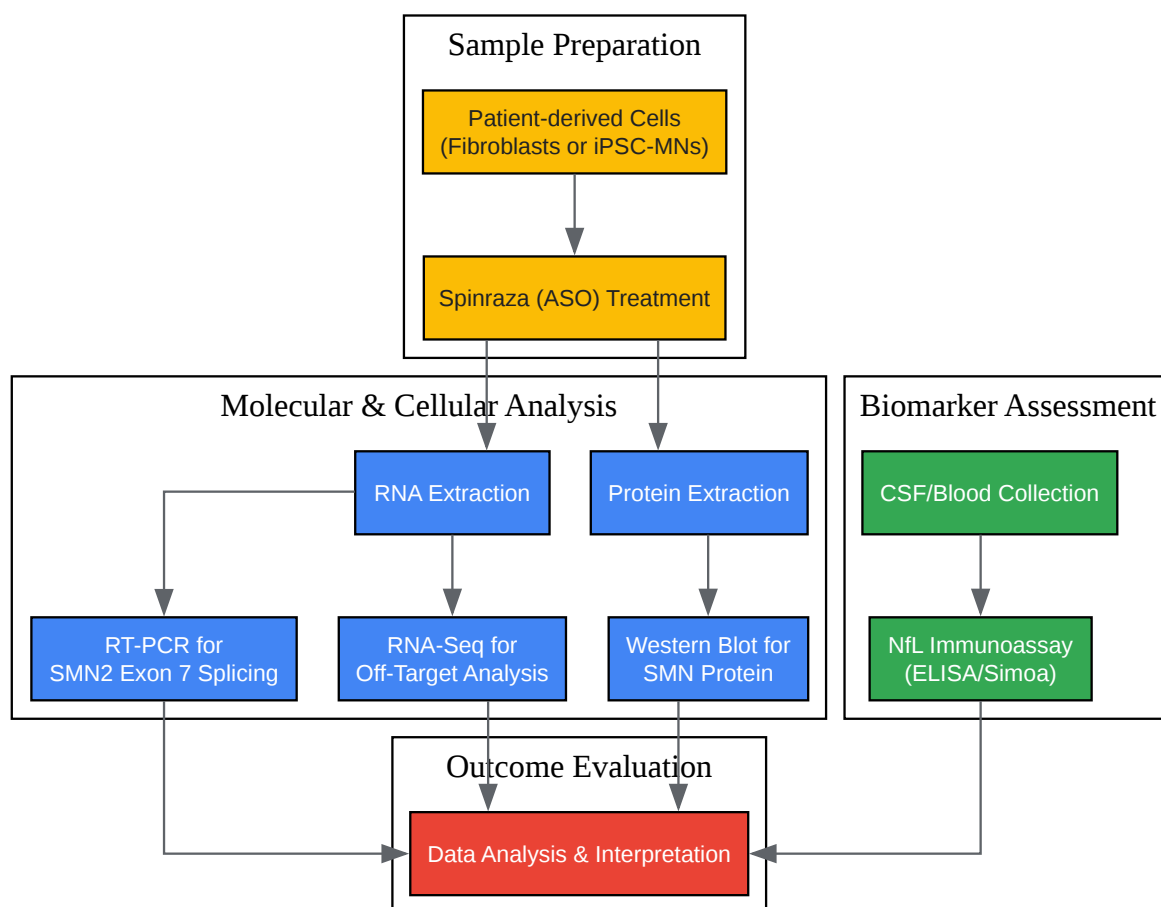 Sample Preparation
Patient-derived Cells
(Fibroblasts or iPSC-MNs)
Spinraza (ASO) Treatment
Molecular & Cellular Analysis
RNA Extraction
Protein Extraction
RT-PCR for
SMN2 Exon 7 Splicing
RNA-Seq for
Off-Target Analysis
Western Blot for
SMN Protein
Biomarker Assessment
CSF/Blood Collection
NfL Immunoassay
(ELISA/Simoa)
Outcome Evaluation
Data Analysis & Interpretation